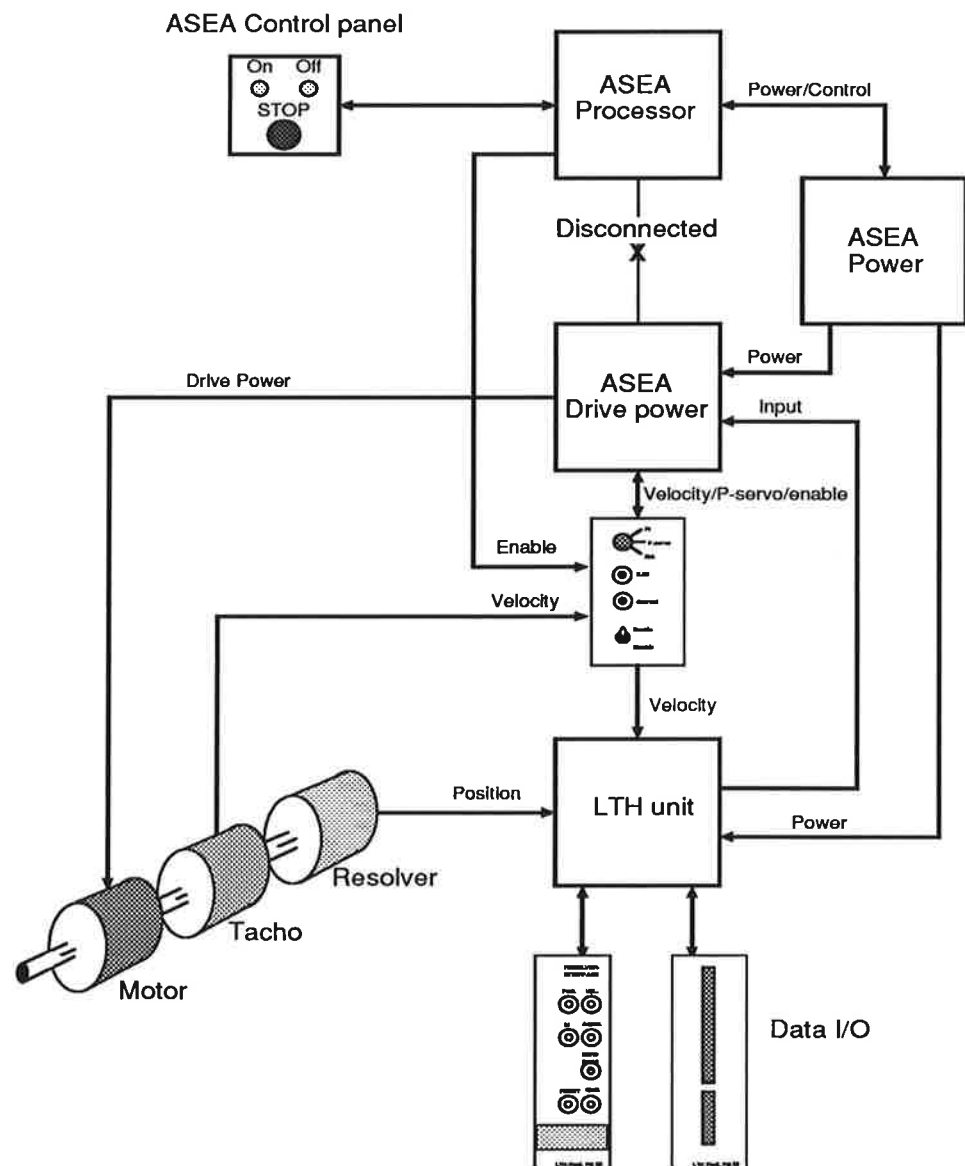 ASEA Control panel
On Off
STOP
ASEA
Processor
Power/Control
ASEA
Power
Disconnected
X
ASEA
Drive power
Power
Drive Power
Input
Velocity/P-servo/enable
Enable
Velocity
Velocity
LTH unit
Position
Power
Resolver
Tacho
Motor
Data I/O